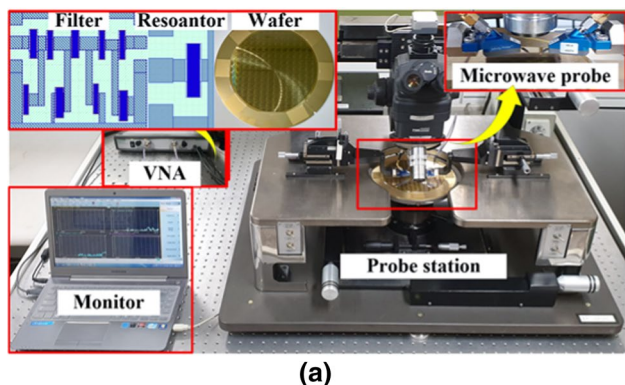 Filter Resoantor Wafer
Microwave probe
VNA
Probe station
Monitor
(a)